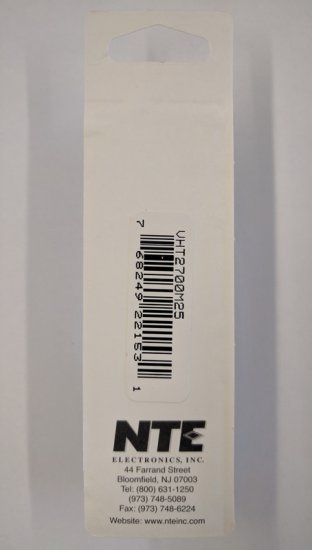 VHT2700M25
7 68249 22153 1
NTE
ELECTRONICS, INC.
44 Farrand Street
Bloomfield, NJ 07003
Tel: (800) 631-1250
(973) 748-5089
Fax: (973) 748-6224
Website: www.nteinc.com